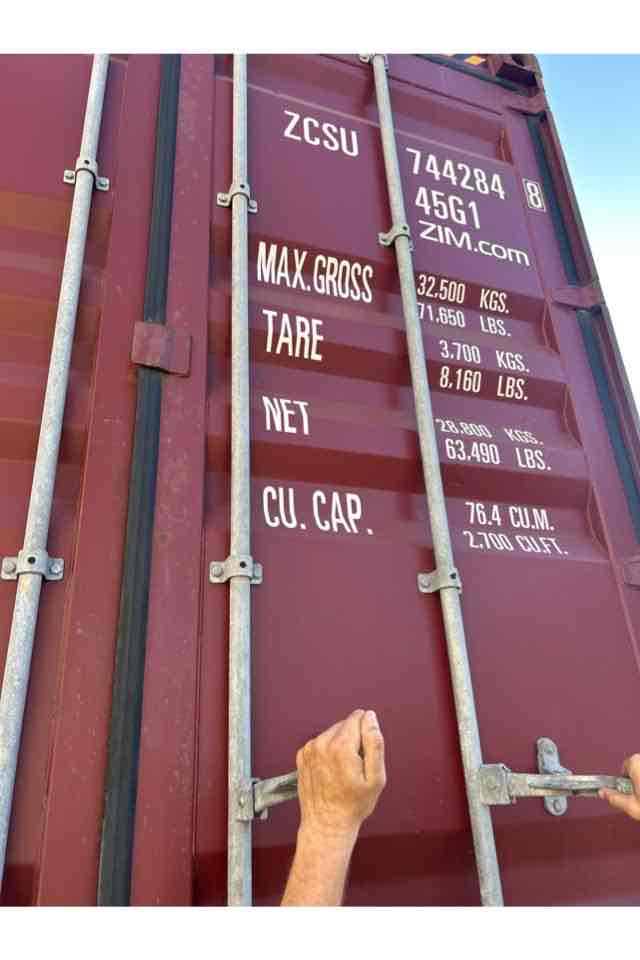 ZCSU 744284 8
45G1
ZIM.com
MAX.GROSS 32.500 KGS.
71,650 LBS.
TARE 3.700 KGS.
8,160 LBS.
NET 28.800 KGS.
63,490 LBS.
CU. CAP. 76.4 CU.M.
2,700 CU.FT.